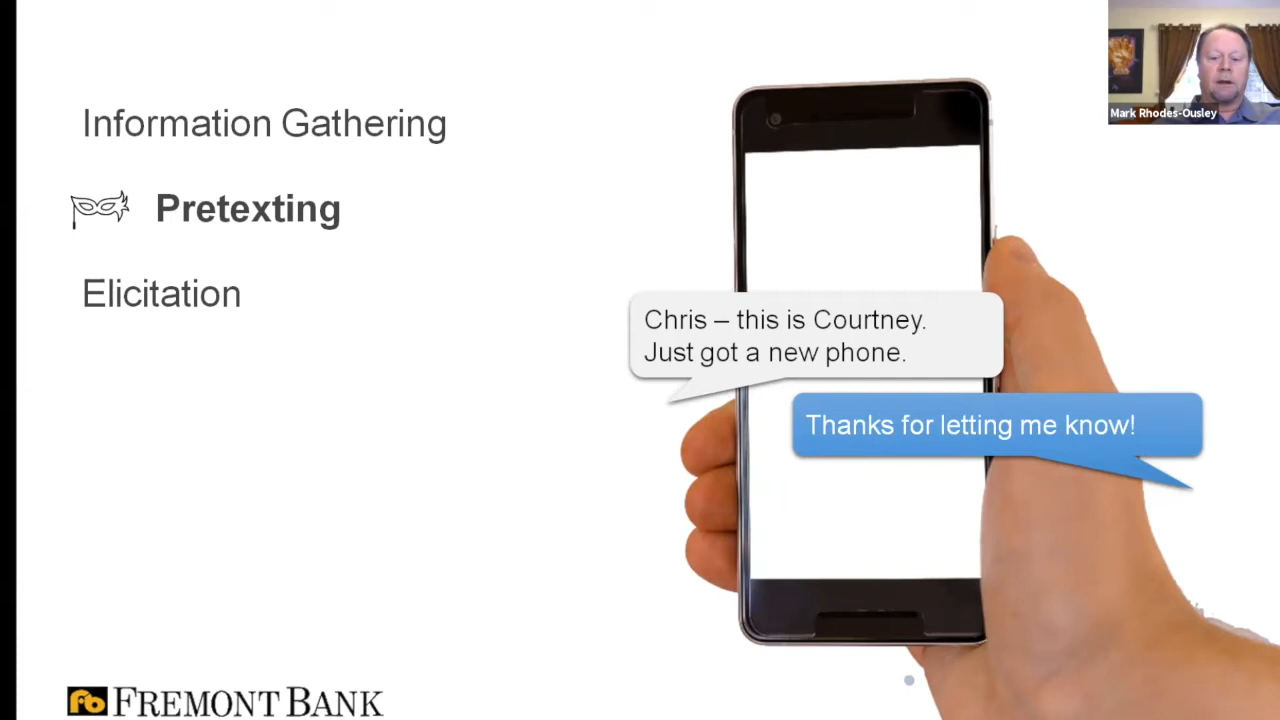 Information Gathering
Pretexting
Elicitation
Chris – this is Courtney.
Just got a new phone.
Thanks for letting me know!
Mark Rhodes-Ousley
fb FREMONT BANK